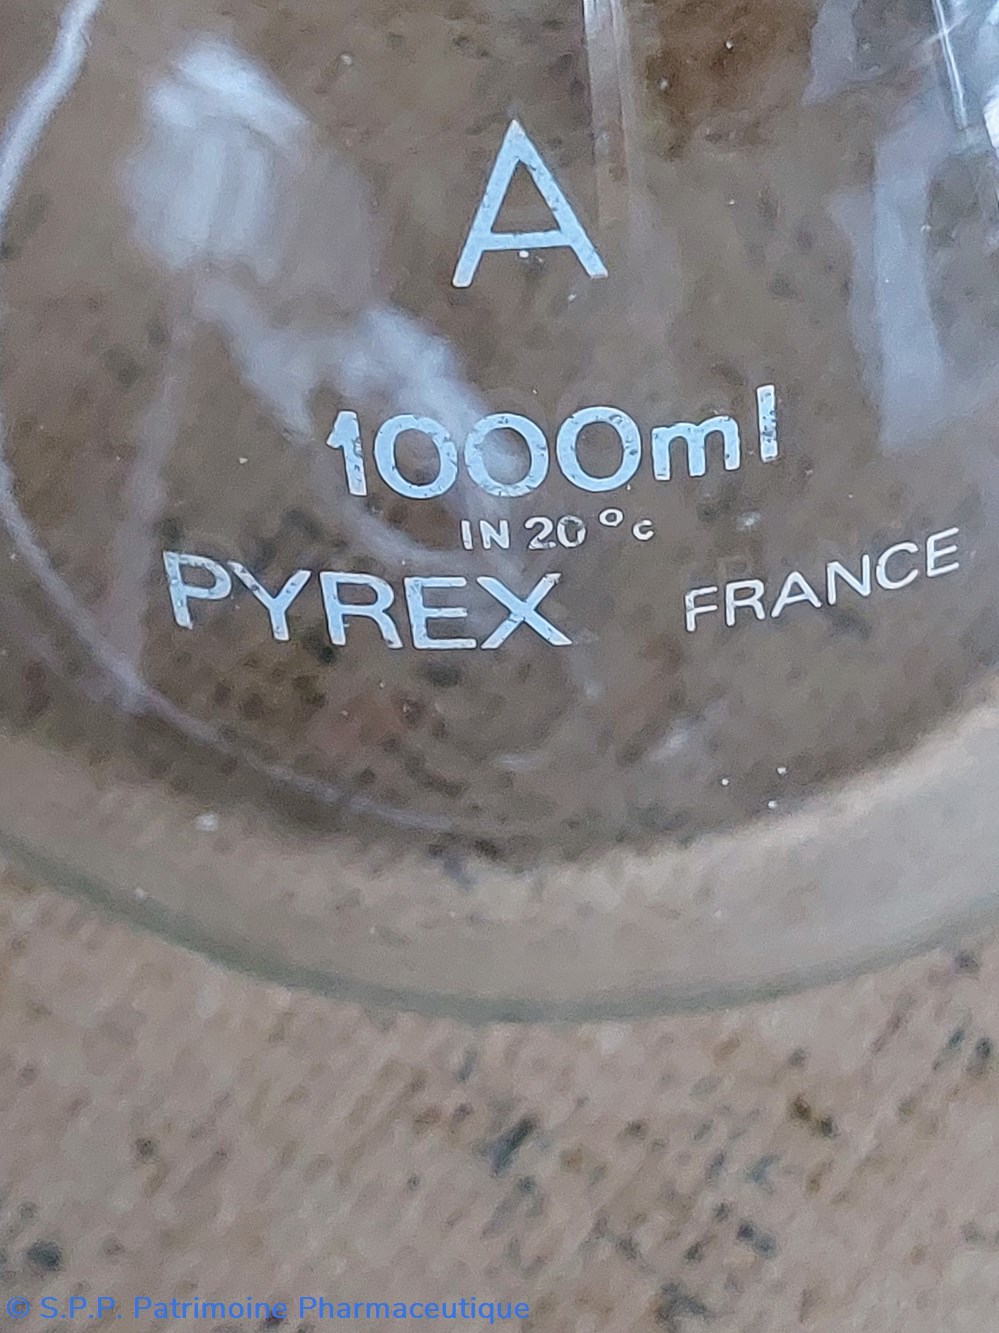 A
1000ml
IN 20°c
PYREX FRANCE
© S.P.P. Patrimoine Pharmaceutique